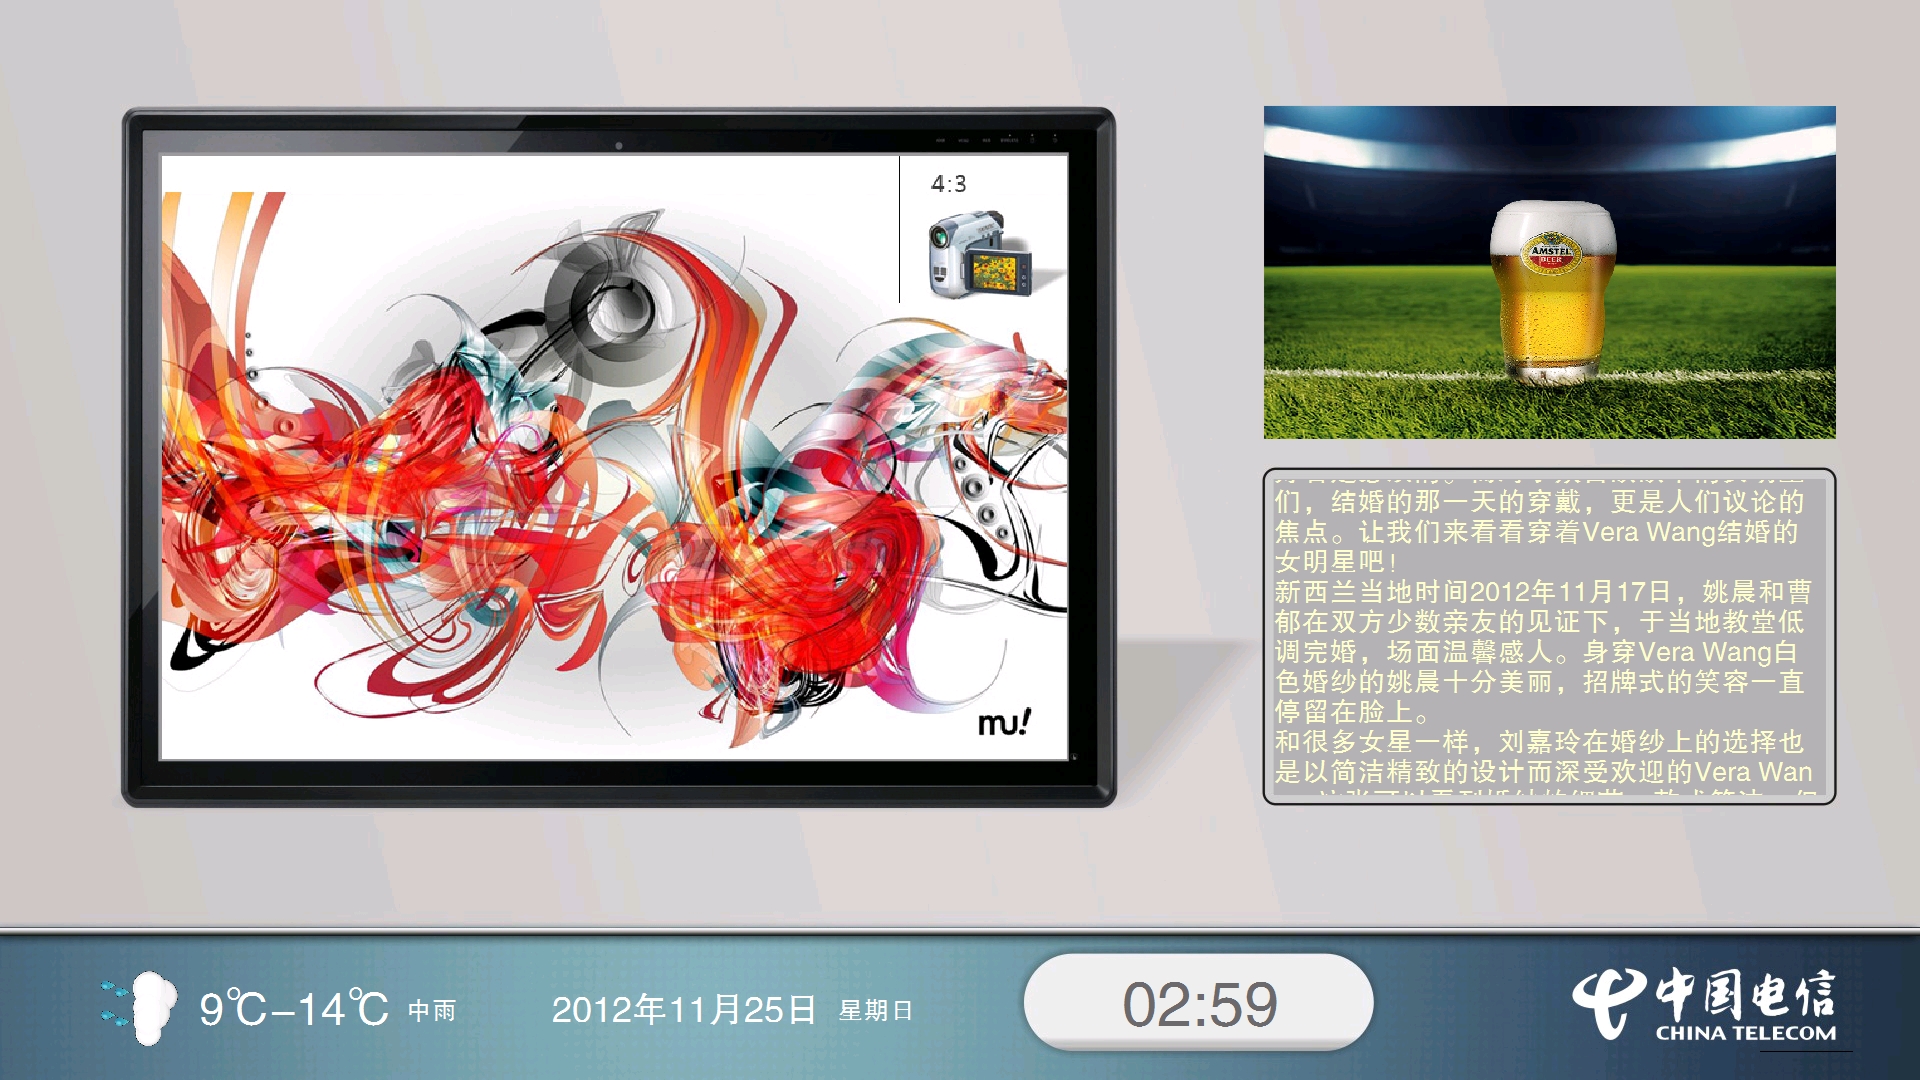 4:3
mu!
AMSTEL
BEER
们，结婚的那一天的穿戴，更是人们议论的
焦点。让我们来看看穿着Vera Wang结婚的
女明星吧！
新西兰当地时间2012年11月17日，姚晨和曹
郁在双方少数亲友的见证下，于当地教堂低
调完婚，场面温馨感人。身穿Vera Wang白
色婚纱的姚晨十分美丽，招牌式的笑容一直
停留在脸上。
和很多女星一样，刘嘉玲在婚纱上的选择也
是以简洁精致的设计而深受欢迎的Vera Wan
9℃-14℃ 中雨
2012年11月25日 星期日
02:59
中国电信
CHINA TELECOM